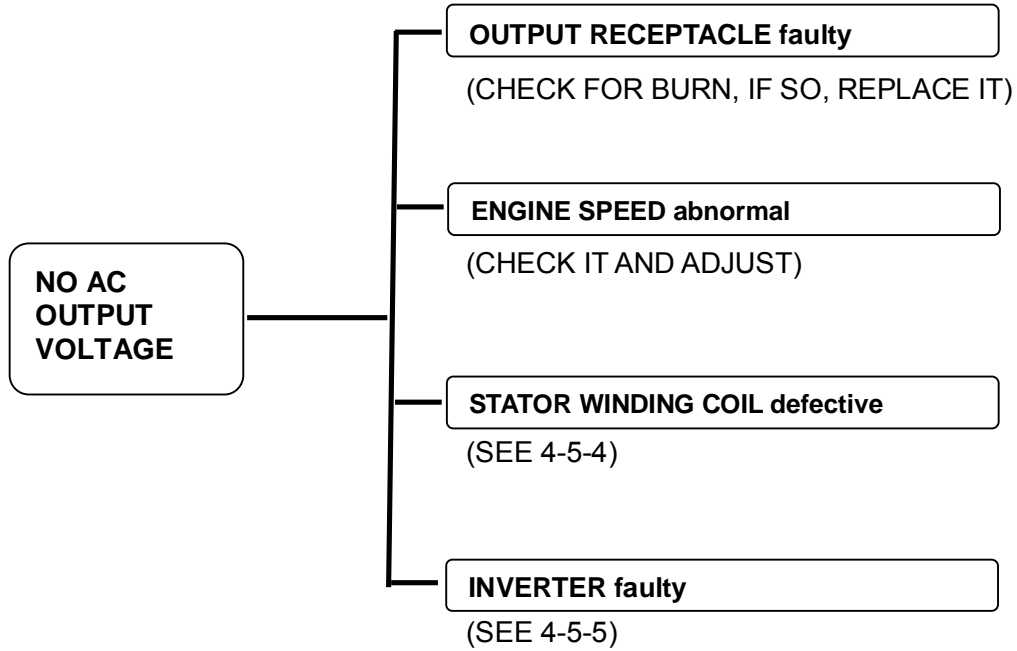 OUTPUT RECEPTACLE faulty
(CHECK FOR BURN, IF SO, REPLACE IT)
ENGINE SPEED abnormal
(CHECK IT AND ADJUST)
NO AC
OUTPUT
VOLTAGE
STATOR WINDING COIL defective
(SEE 4-5-4)
INVERTER faulty
(SEE 4-5-5)